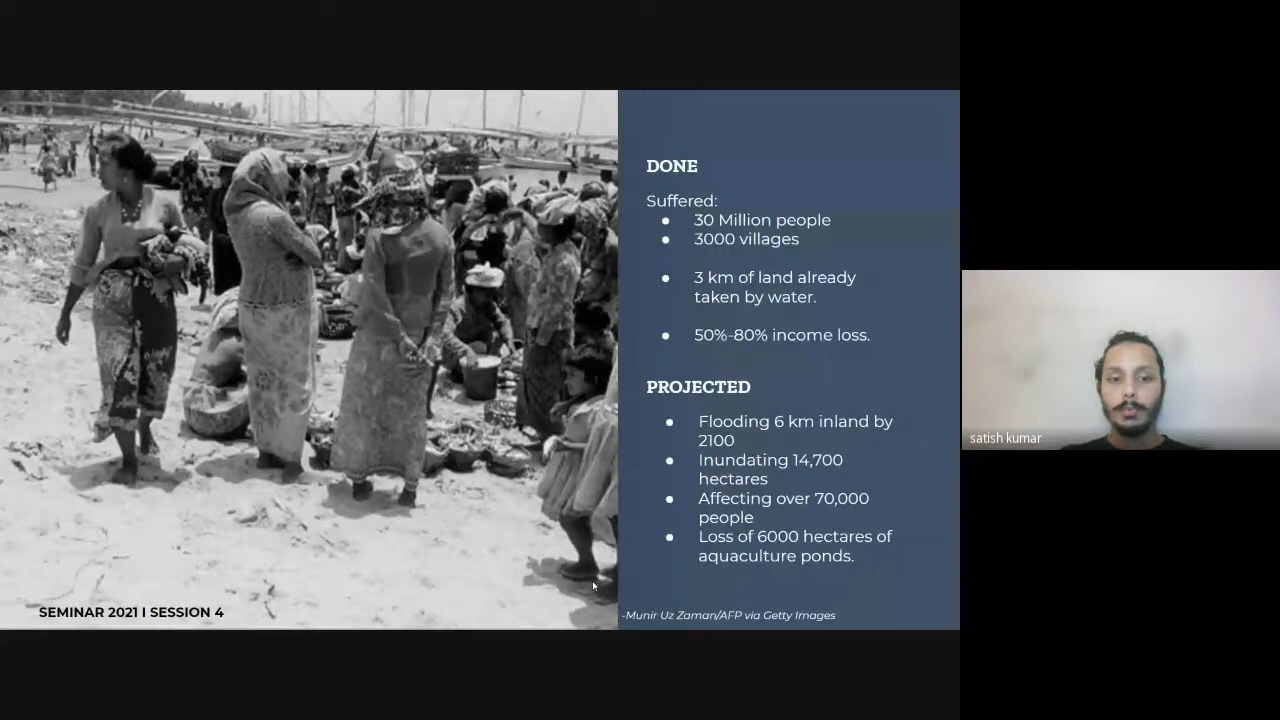 DONE
Suffered:
● 30 Million people
● 3000 villages
● 3 km of land already
taken by water.
● 50%-80% income loss.
PROJECTED
● Flooding 6 km inland by
2100
● Inundating 14,700
hectares
● Affecting over 70,000
people
● Loss of 6000 hectares of
aquaculture ponds.
SEMINAR 2021 I SESSION 4
-Munir Uz Zaman/AFP via Getty Images
satish kumar